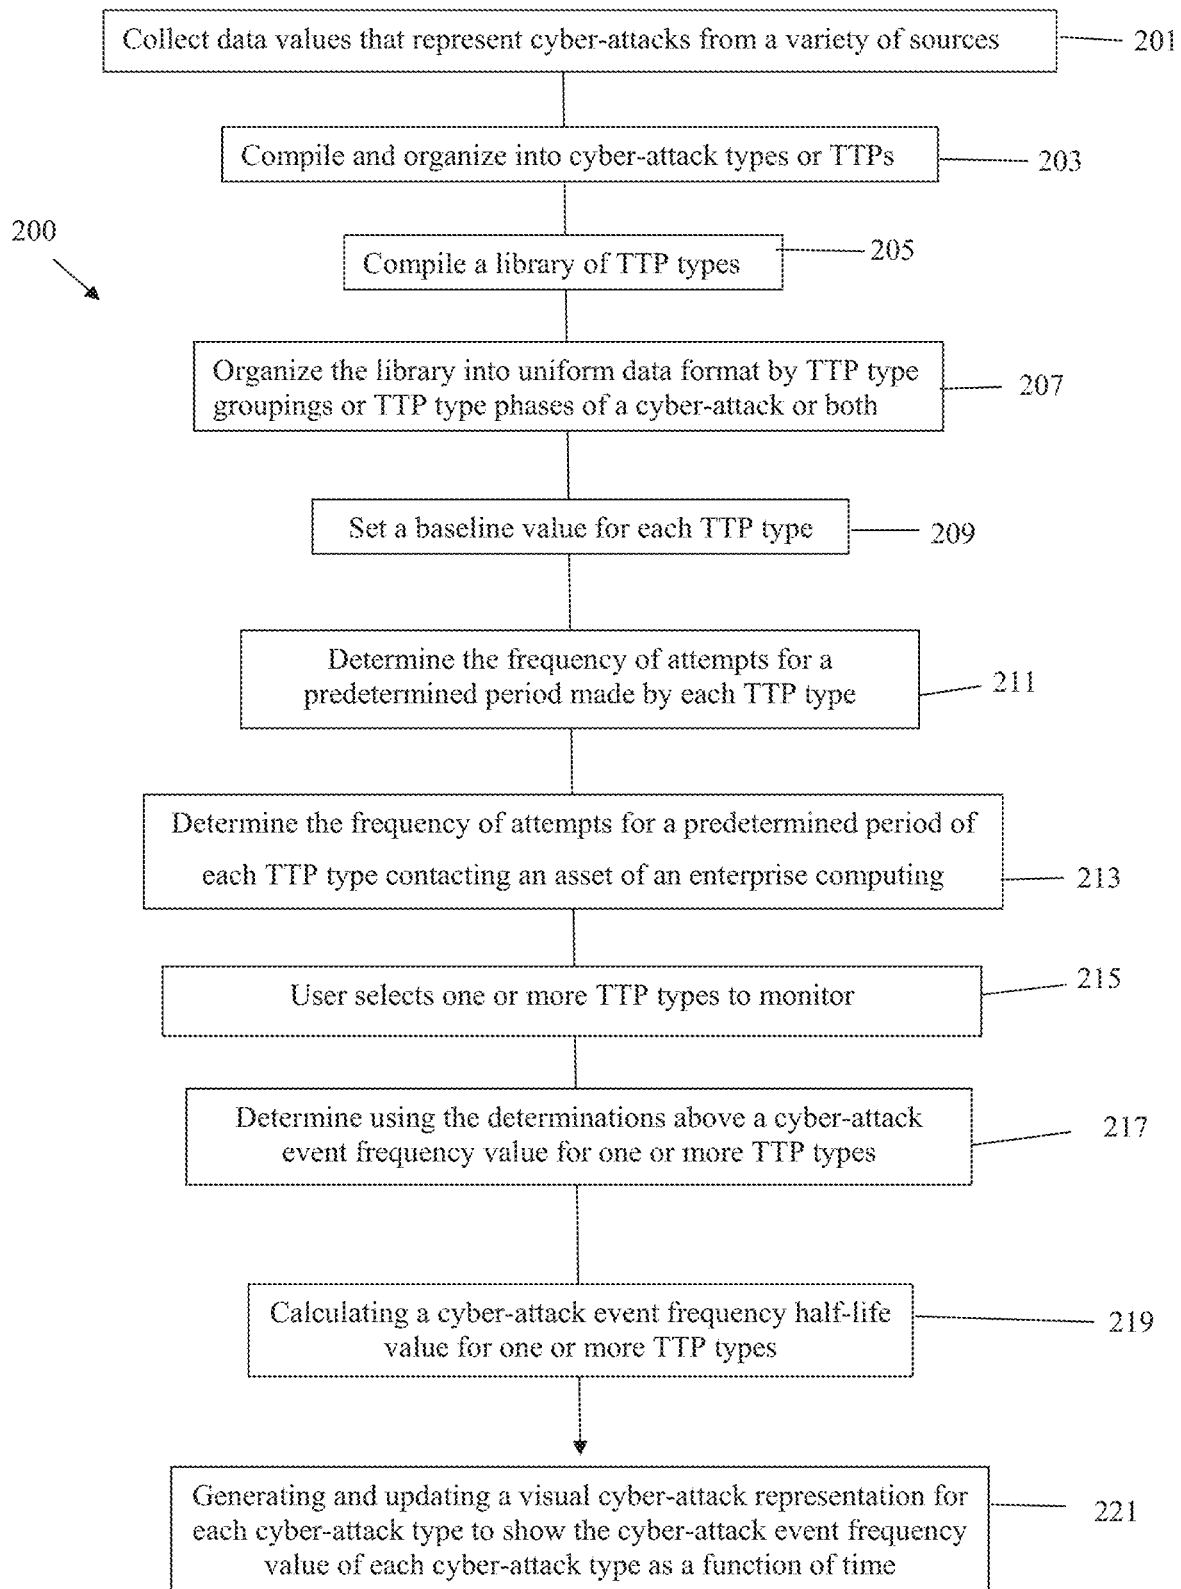 Collect data values that represent cyber-attacks from a variety of sources
201
Compile and organize into cyber-attack types or TTPs
203
200
Compile a library of TTP types
205
Organize the library into uniform data format by TTP type
groupings or TTP type phases of a cyber-attack or both
207
Set a baseline value for each TTP type
209
Determine the frequency of attempts for a
predetermined period made by each TTP type
211
Determine the frequency of attempts for a predetermined period of
each TTP type contacting an asset of an enterprise computing
213
User selects one or more TTP types to monitor
215
Determine using the determinations above a cyber-attack
event frequency value for one or more TTP types
217
Calculating a cyber-attack event frequency half-life
value for one or more TTP types
219
Generating and updating a visual cyber-attack representation for
each cyber-attack type to show the cyber-attack event frequency
value of each cyber-attack type as a function of time
221